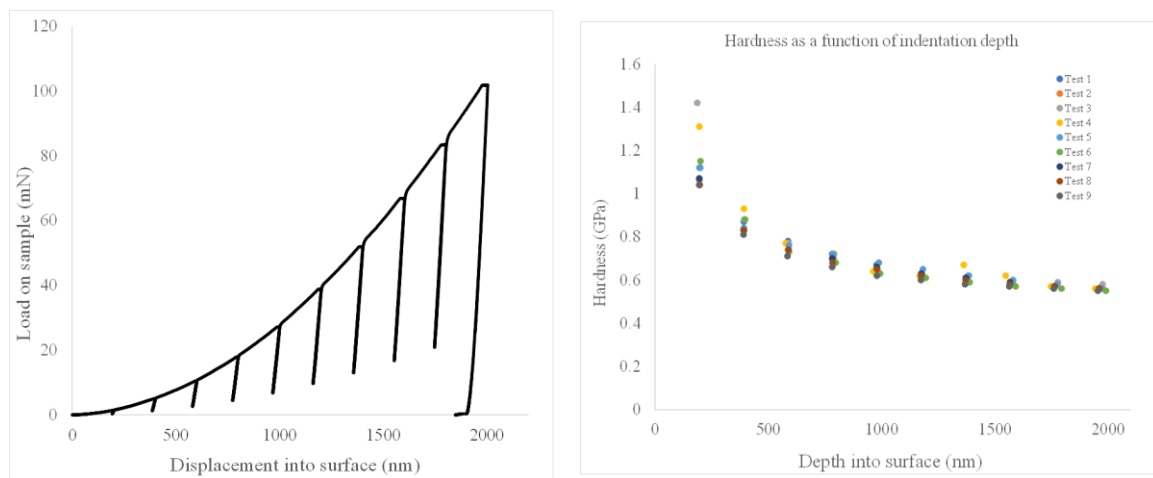 120
100
80
60
40
20
0
0 500 1000 1500 2000
Load on sample (mN)
Displacement into surface (nm)
Hardness as a function of indentation depth
1.6
1.4
1.2
1
0.8
0.6
0.4
0.2
0
0 500 1000 1500 2000
Hardness (GPa)
Depth into surface (nm)
Test 1
Test 2
Test 3
Test 4
Test 5
Test 6
Test 7
Test 8
Test 9